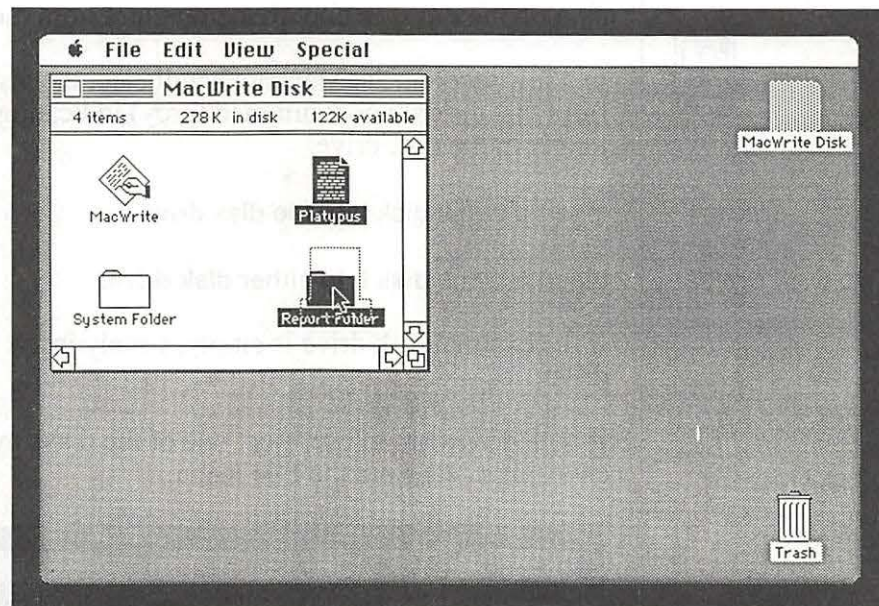 File Edit View Special
MacWrite Disk
4 items 278K in disk 122K available
MacWrite
Platypus
System Folder
Report Folder
MacWrite Disk
Trash